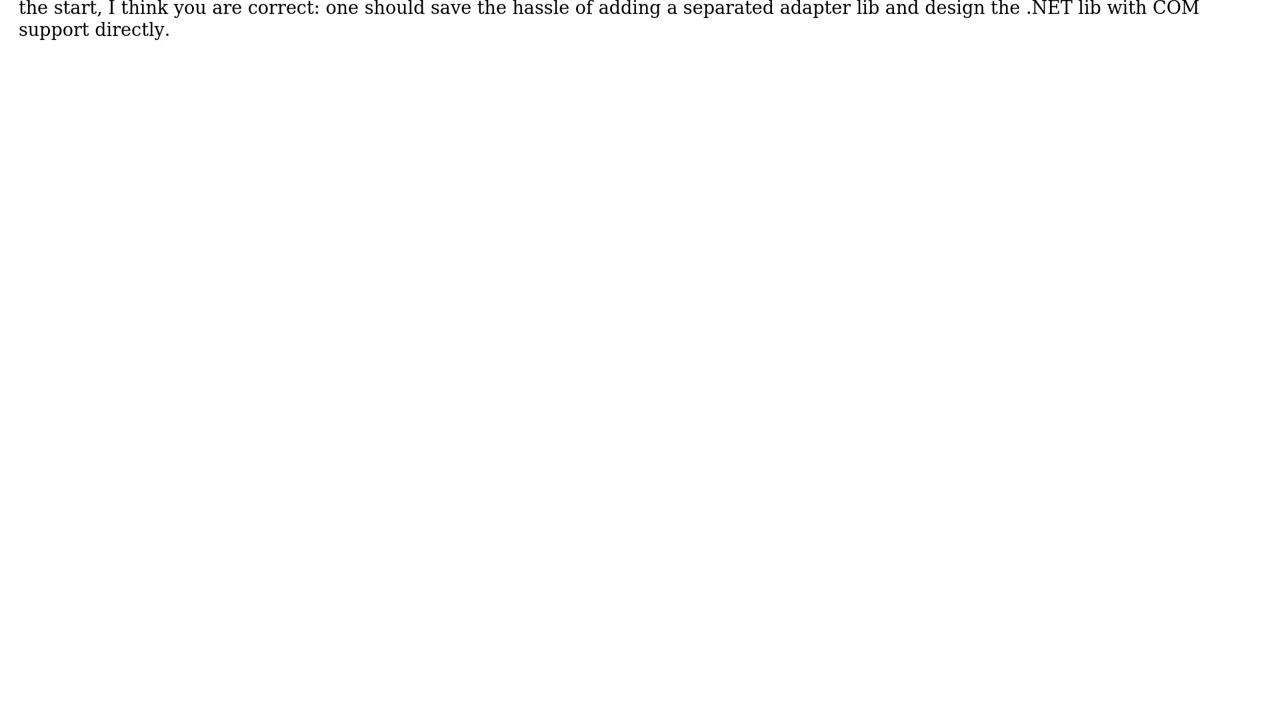 the start, I think you are correct: one should save the hassle of adding a separated adapter lib and design the .NET lib with COM
support directly.